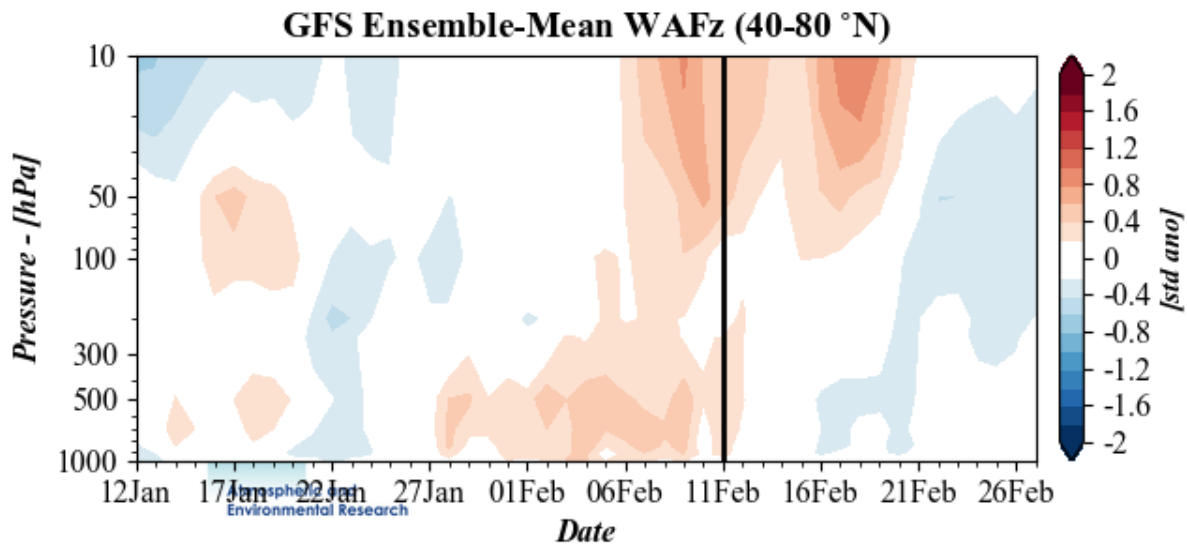 GFS Ensemble-Mean WAFz (40-80 °N)
10
50
100
300
500
1000
Pressure - [hPa]
12Jan 17Jan 22Jan 27Jan 01Feb 06Feb 11Feb 16Feb 21Feb 26Feb
Atmospheric and
Environmental Research
Date
2
1.6
1.2
0.8
0.4
0
-0.4
-0.8
-1.2
-1.6
-2
[std ano]